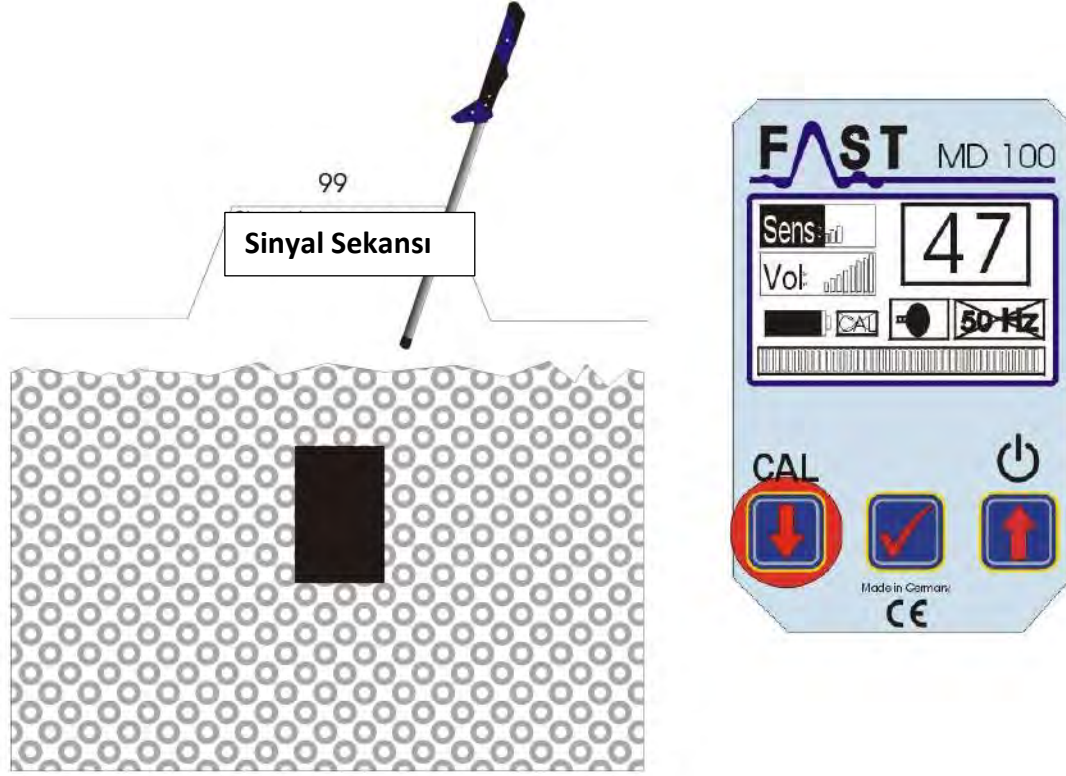 99
Sinyal Sekansı
FAST MD 100
Sens
47
Vol:
CAL
50 Hz
CAL
Made in Germany
CE